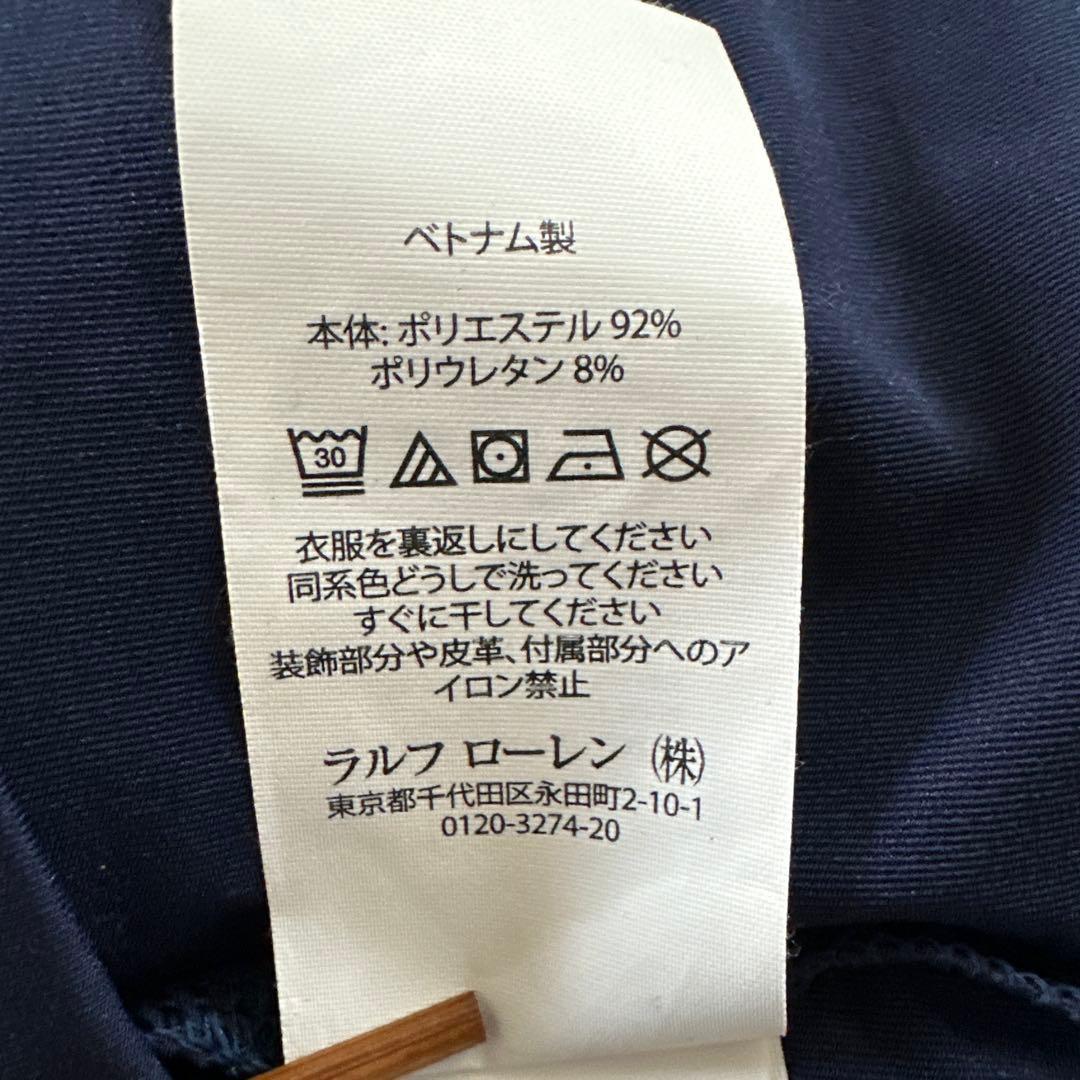 ベトナム製
本体: ポリエステル 92%
ポリウレタン 8%
30
衣服を裏返しにしてください
同系色どうしで洗ってください
すぐに干してください
装飾部分や皮革、付属部分へのア
イロン禁止
ラルフ ローレン (株)
東京都千代田区永田町2-10-1
0120-3274-20